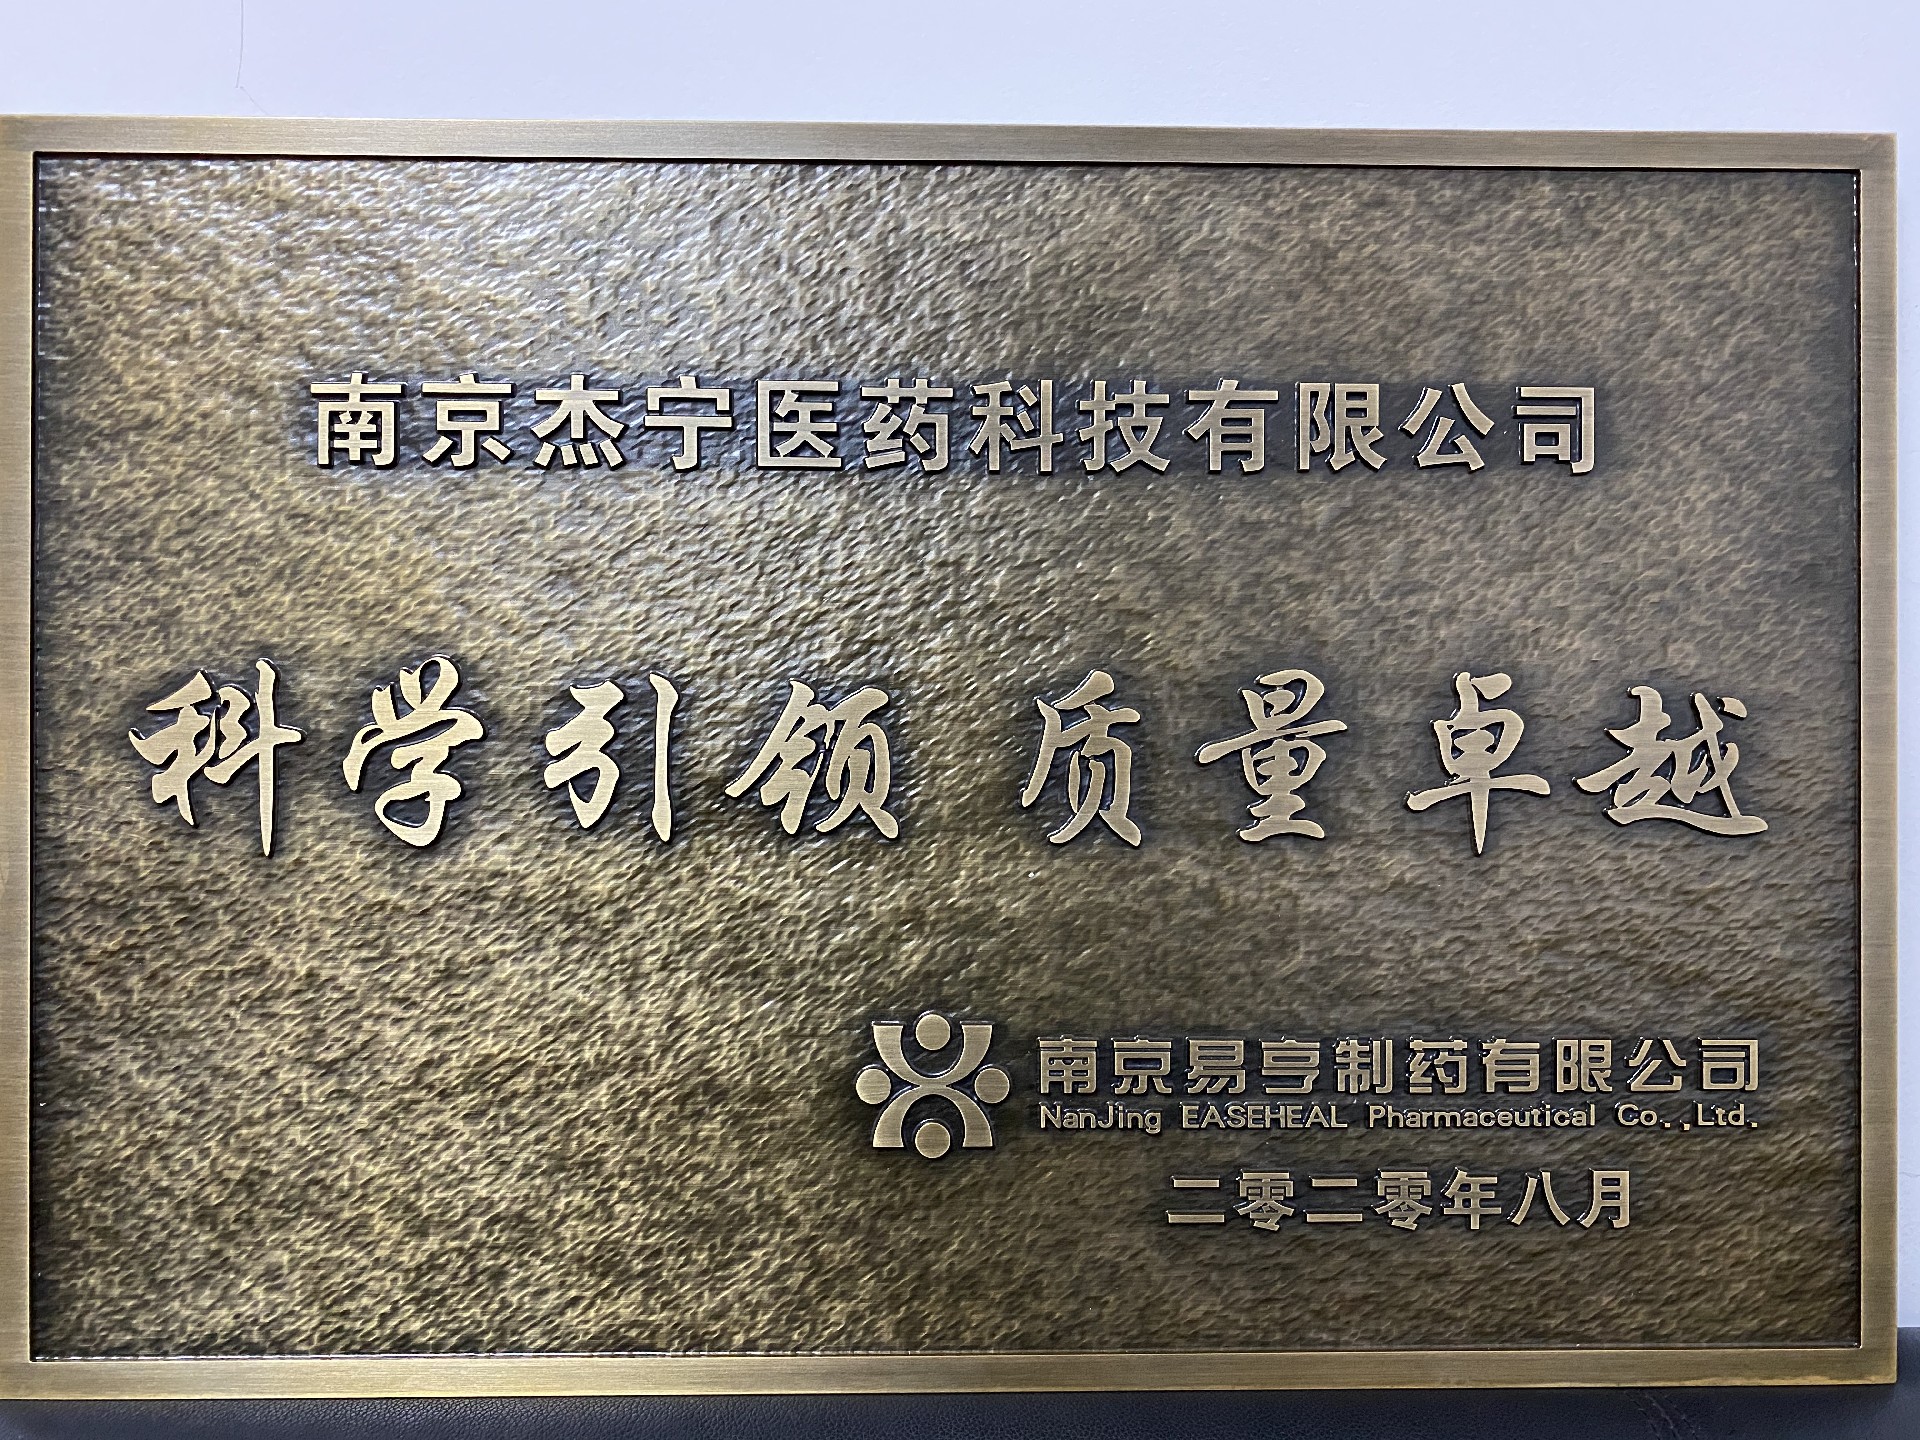 南京杰宁医药科技有限公司
科学引领 质量卓越
南京易亨制药有限公司
NanJing EASEHEAL Pharmaceutical Co.,Ltd.
二零二零年八月